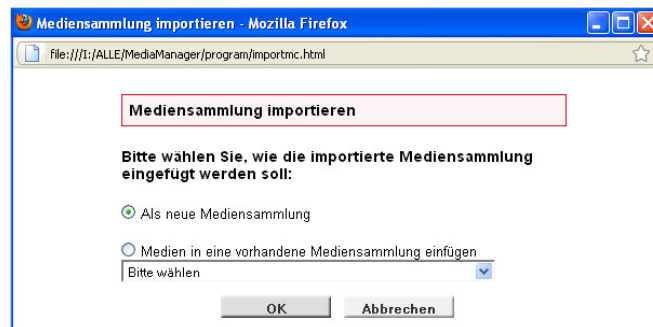 Mediensammlung importieren - Mozilla Firefox
file:///I:/ALLE/MediaManager/program/importmc.html
Mediensammlung importieren
Bitte wählen Sie, wie die importierte Mediensammlung
eingefügt werden soll:
Als neue Mediensammlung
Medien in eine vorhandene Mediensammlung einfügen
Bitte wählen
OK Abbrechen